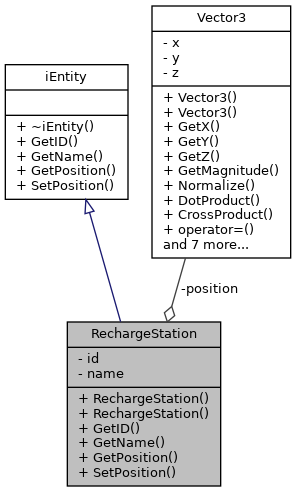 Vector3
- x
- y
- z
+ Vector3()
+ Vector3()
+ GetX()
+ GetY()
+ GetZ()
+ GetMagnitude()
+ Normalize()
+ DotProduct()
+ CrossProduct()
+ operator=()
and 7 more...
iEntity
+ ~iEntity()
+ GetID()
+ GetName()
+ GetPosition()
+ SetPosition()
-position
RechargeStation
- id
- name
+ RechargeStation()
+ RechargeStation()
+ GetID()
+ GetName()
+ GetPosition()
+ SetPosition()